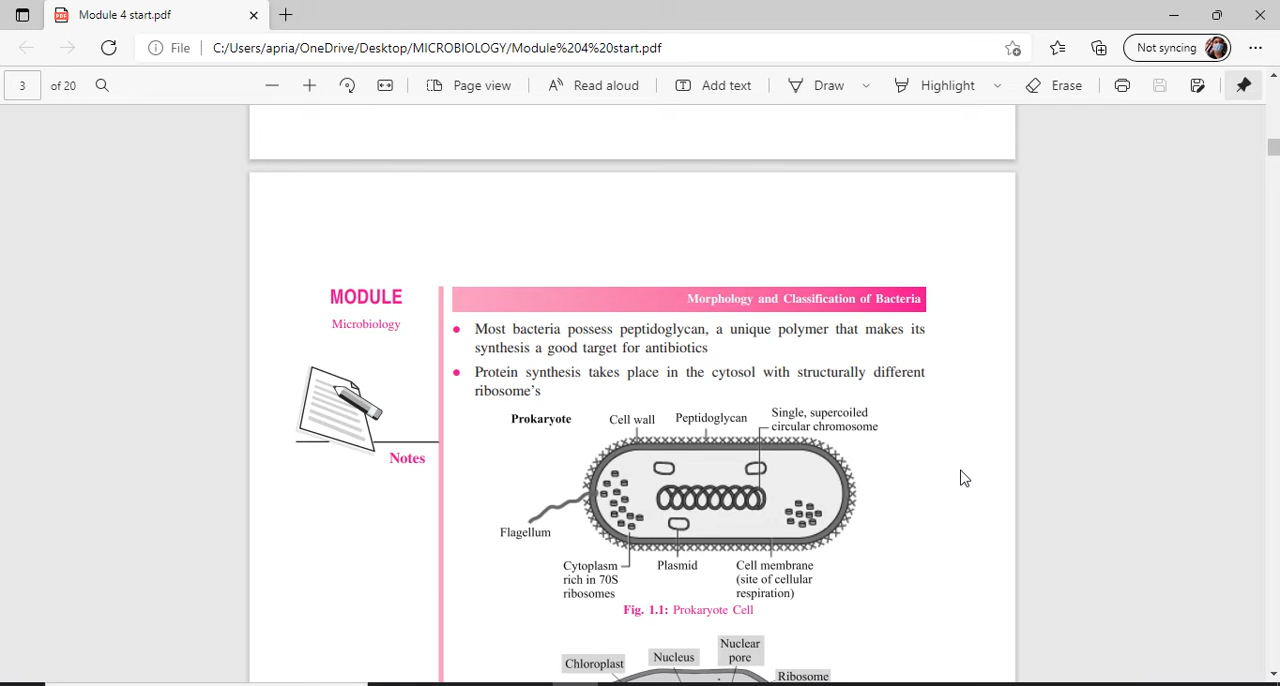 Module 4 start.pdf
File
C:/Users/apria/OneDrive/Desktop/MICROBIOLOGY/Module%204%20start.pdf
Not syncing
3 of 20
Page view
Read aloud
Add text
Draw
Highlight
Erase
MODULE
Microbiology
Notes
Morphology and Classification of Bacteria
• Most bacteria possess peptidoglycan, a unique polymer that makes its
synthesis a good target for antibiotics
• Protein synthesis takes place in the cytosol with structurally different
ribosome's
Prokaryote
Cell wall
Peptidoglycan
Single, supercoiled
circular chromosome
Flagellum
Cytoplasm
rich in 70S
ribosomes
Plasmid
Cell membrane
(site of cellular
respiration)
Fig. 1.1: Prokaryote Cell
Chloroplast
Nucleus
Nuclear
pore
Ribosome